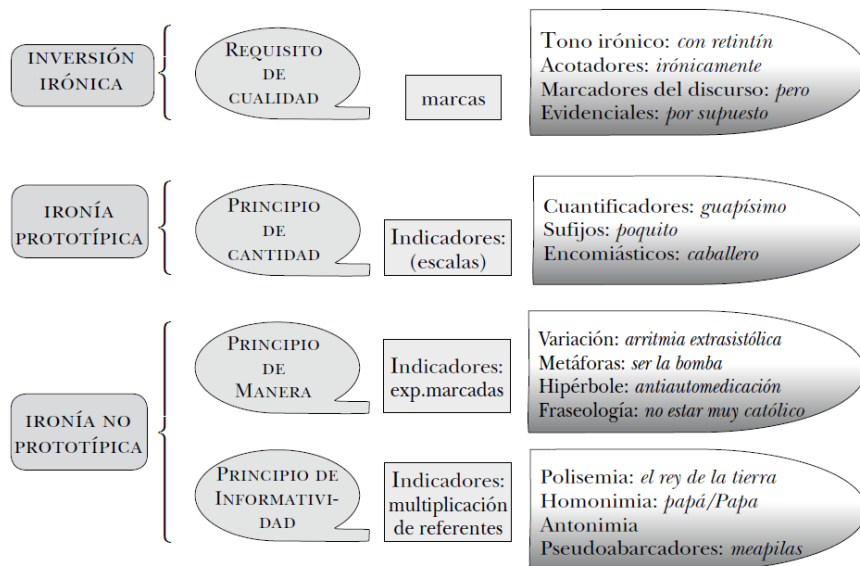 INVERSIÓN
IRÓNICA
REQUISITO
DE
CUALIDAD
marcas
Tono irónico: con retintín
Acotadores: irónicamente
Marcadores del discurso: pero
Evidenciales: por supuesto
IRONÍA
PROTOTÍPICA
PRINCIPIO
DE
CANTIDAD
Indicadores:
(escalas)
Cuantificadores: guapísimo
Sufijos: poquito
Encomiásticos: caballero
IRONÍA NO
PROTOTÍPICA
PRINCIPIO
DE
MANERA
Indicadores:
exp.marcadas
Variación: arritmia extrasistólica
Metáforas: ser la bomba
Hipérbole: antiautomedicación
Fraseología: no estar muy católico
PRINCIPIO DE
INFORMATIVI-
DAD
Indicadores:
multiplicación
de referentes
Polisemia: el rey de la tierra
Homonimia: papá/Papa
Antonimia
Pseudoabarcadores: meapilas